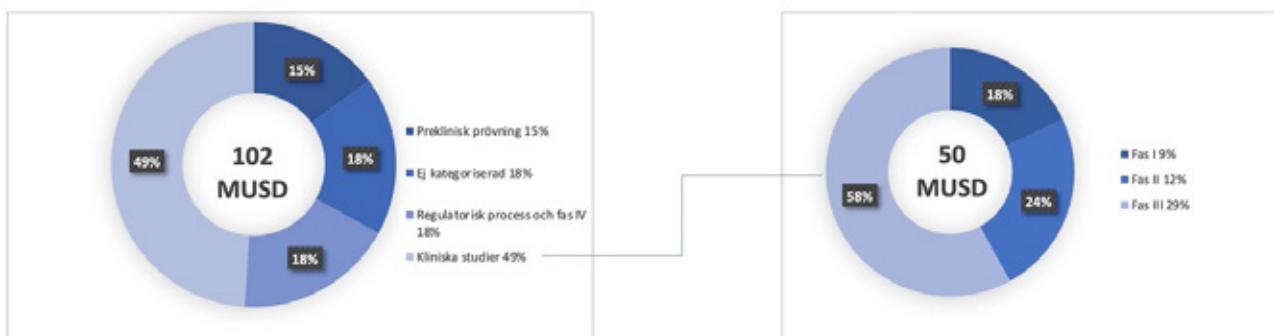 15%
18%
18%
49%
102
MUSD
Preklinisk prövning 15%
Ej kategoriserad 18%
Regulatorisk process och fas IV
18%
Kliniska studier 49%
18%
24%
58%
50
MUSD
Fas I 9%
Fas II 12%
Fas III 29%